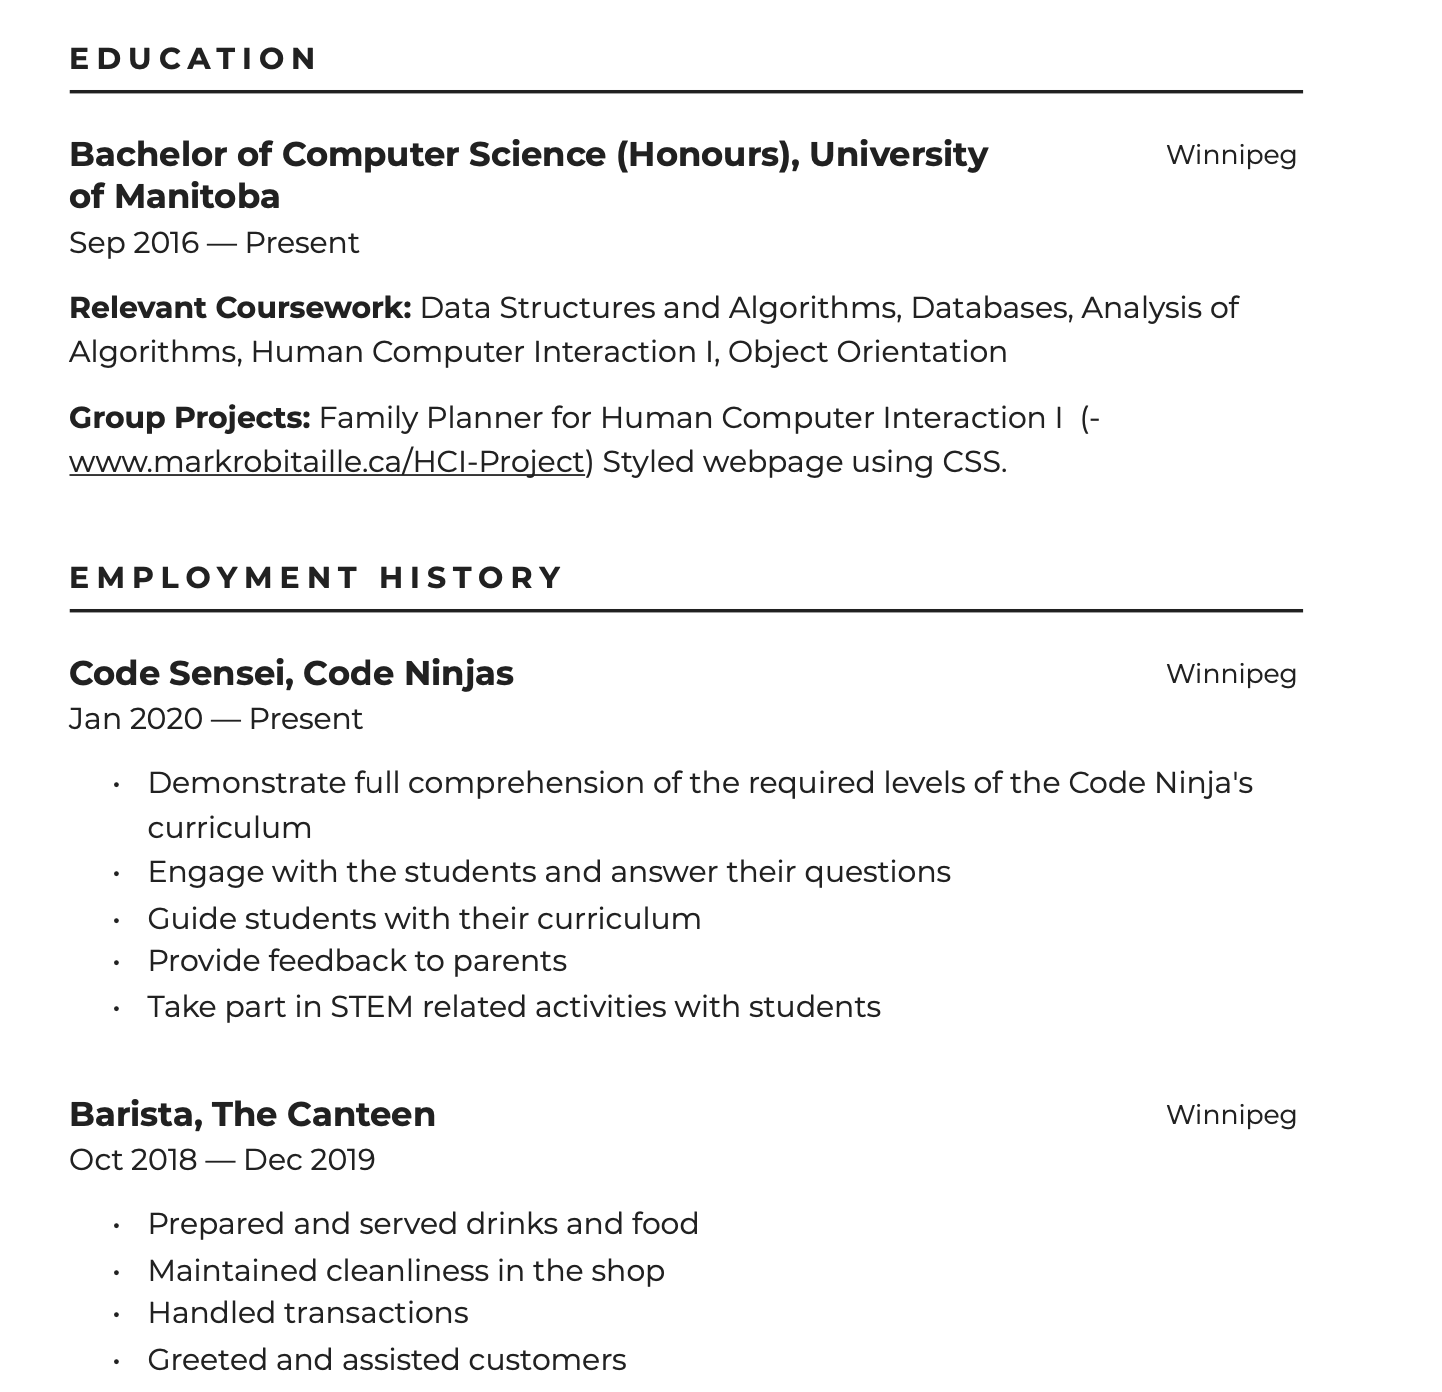 EDUCATION
Bachelor of Computer Science (Honours), University
of Manitoba
Winnipeg
Sep 2016 — Present
Relevant Coursework: Data Structures and Algorithms, Databases, Analysis of
Algorithms, Human Computer Interaction I, Object Orientation
Group Projects: Family Planner for Human Computer Interaction I  (-
www.markrobitaille.ca/HCI-Project) Styled webpage using CSS.
EMPLOYMENT HISTORY
Code Sensei, Code Ninjas
Winnipeg
Jan 2020 — Present
· Demonstrate full comprehension of the required levels of the Code Ninja's
curriculum
· Engage with the students and answer their questions
· Guide students with their curriculum
· Provide feedback to parents
· Take part in STEM related activities with students
Barista, The Canteen
Winnipeg
Oct 2018 — Dec 2019
· Prepared and served drinks and food
· Maintained cleanliness in the shop
· Handled transactions
· Greeted and assisted customers